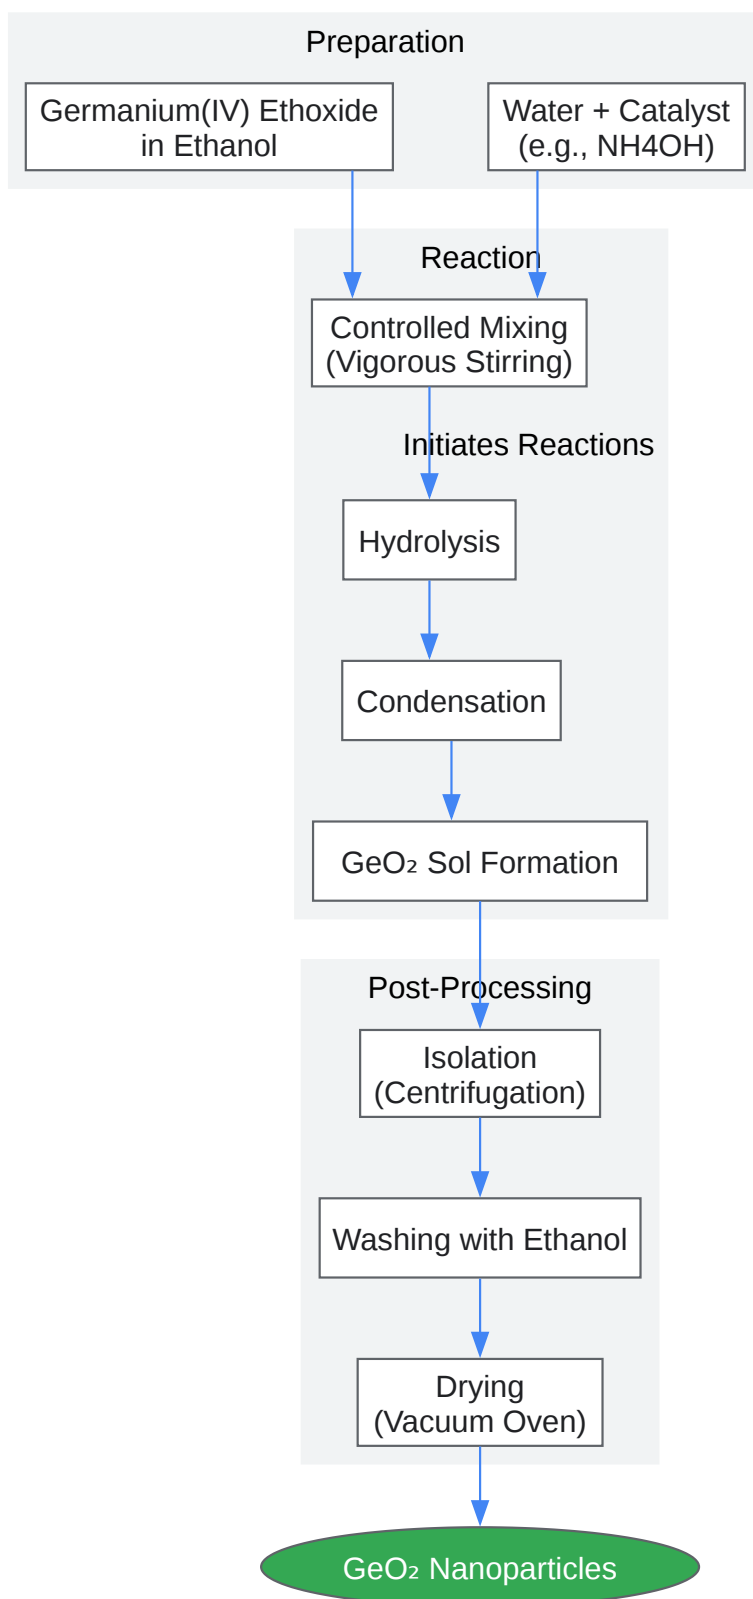 Preparation
Germanium(IV) Ethoxide
in Ethanol
Water + Catalyst
(e.g., NH4OH)
Reaction
Controlled Mixing
(Vigorous Stirring)
Initiates Reactions
Hydrolysis
Condensation
GeO₂ Sol Formation
Post-Processing
Isolation
(Centrifugation)
Washing with Ethanol
Drying
(Vacuum Oven)
GeO₂ Nanoparticles